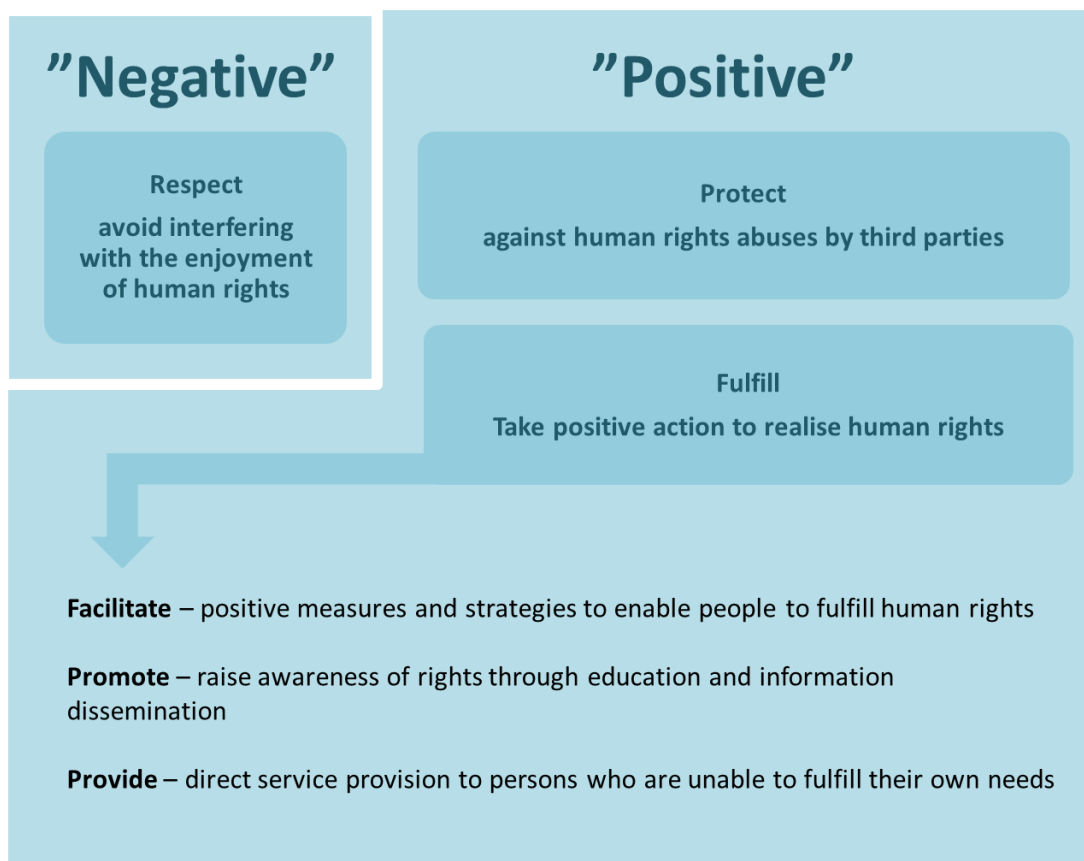 ”Negative”
Respect
avoid interfering
with the enjoyment
of human rights
”Positive”
Protect
against human rights abuses by third parties
Fulfill
Take positive action to realise human rights
Facilitate – positive measures and strategies to enable people to fulfill human rights
Promote – raise awareness of rights through education and information
dissemination
Provide – direct service provision to persons who are unable to fulfill their own needs